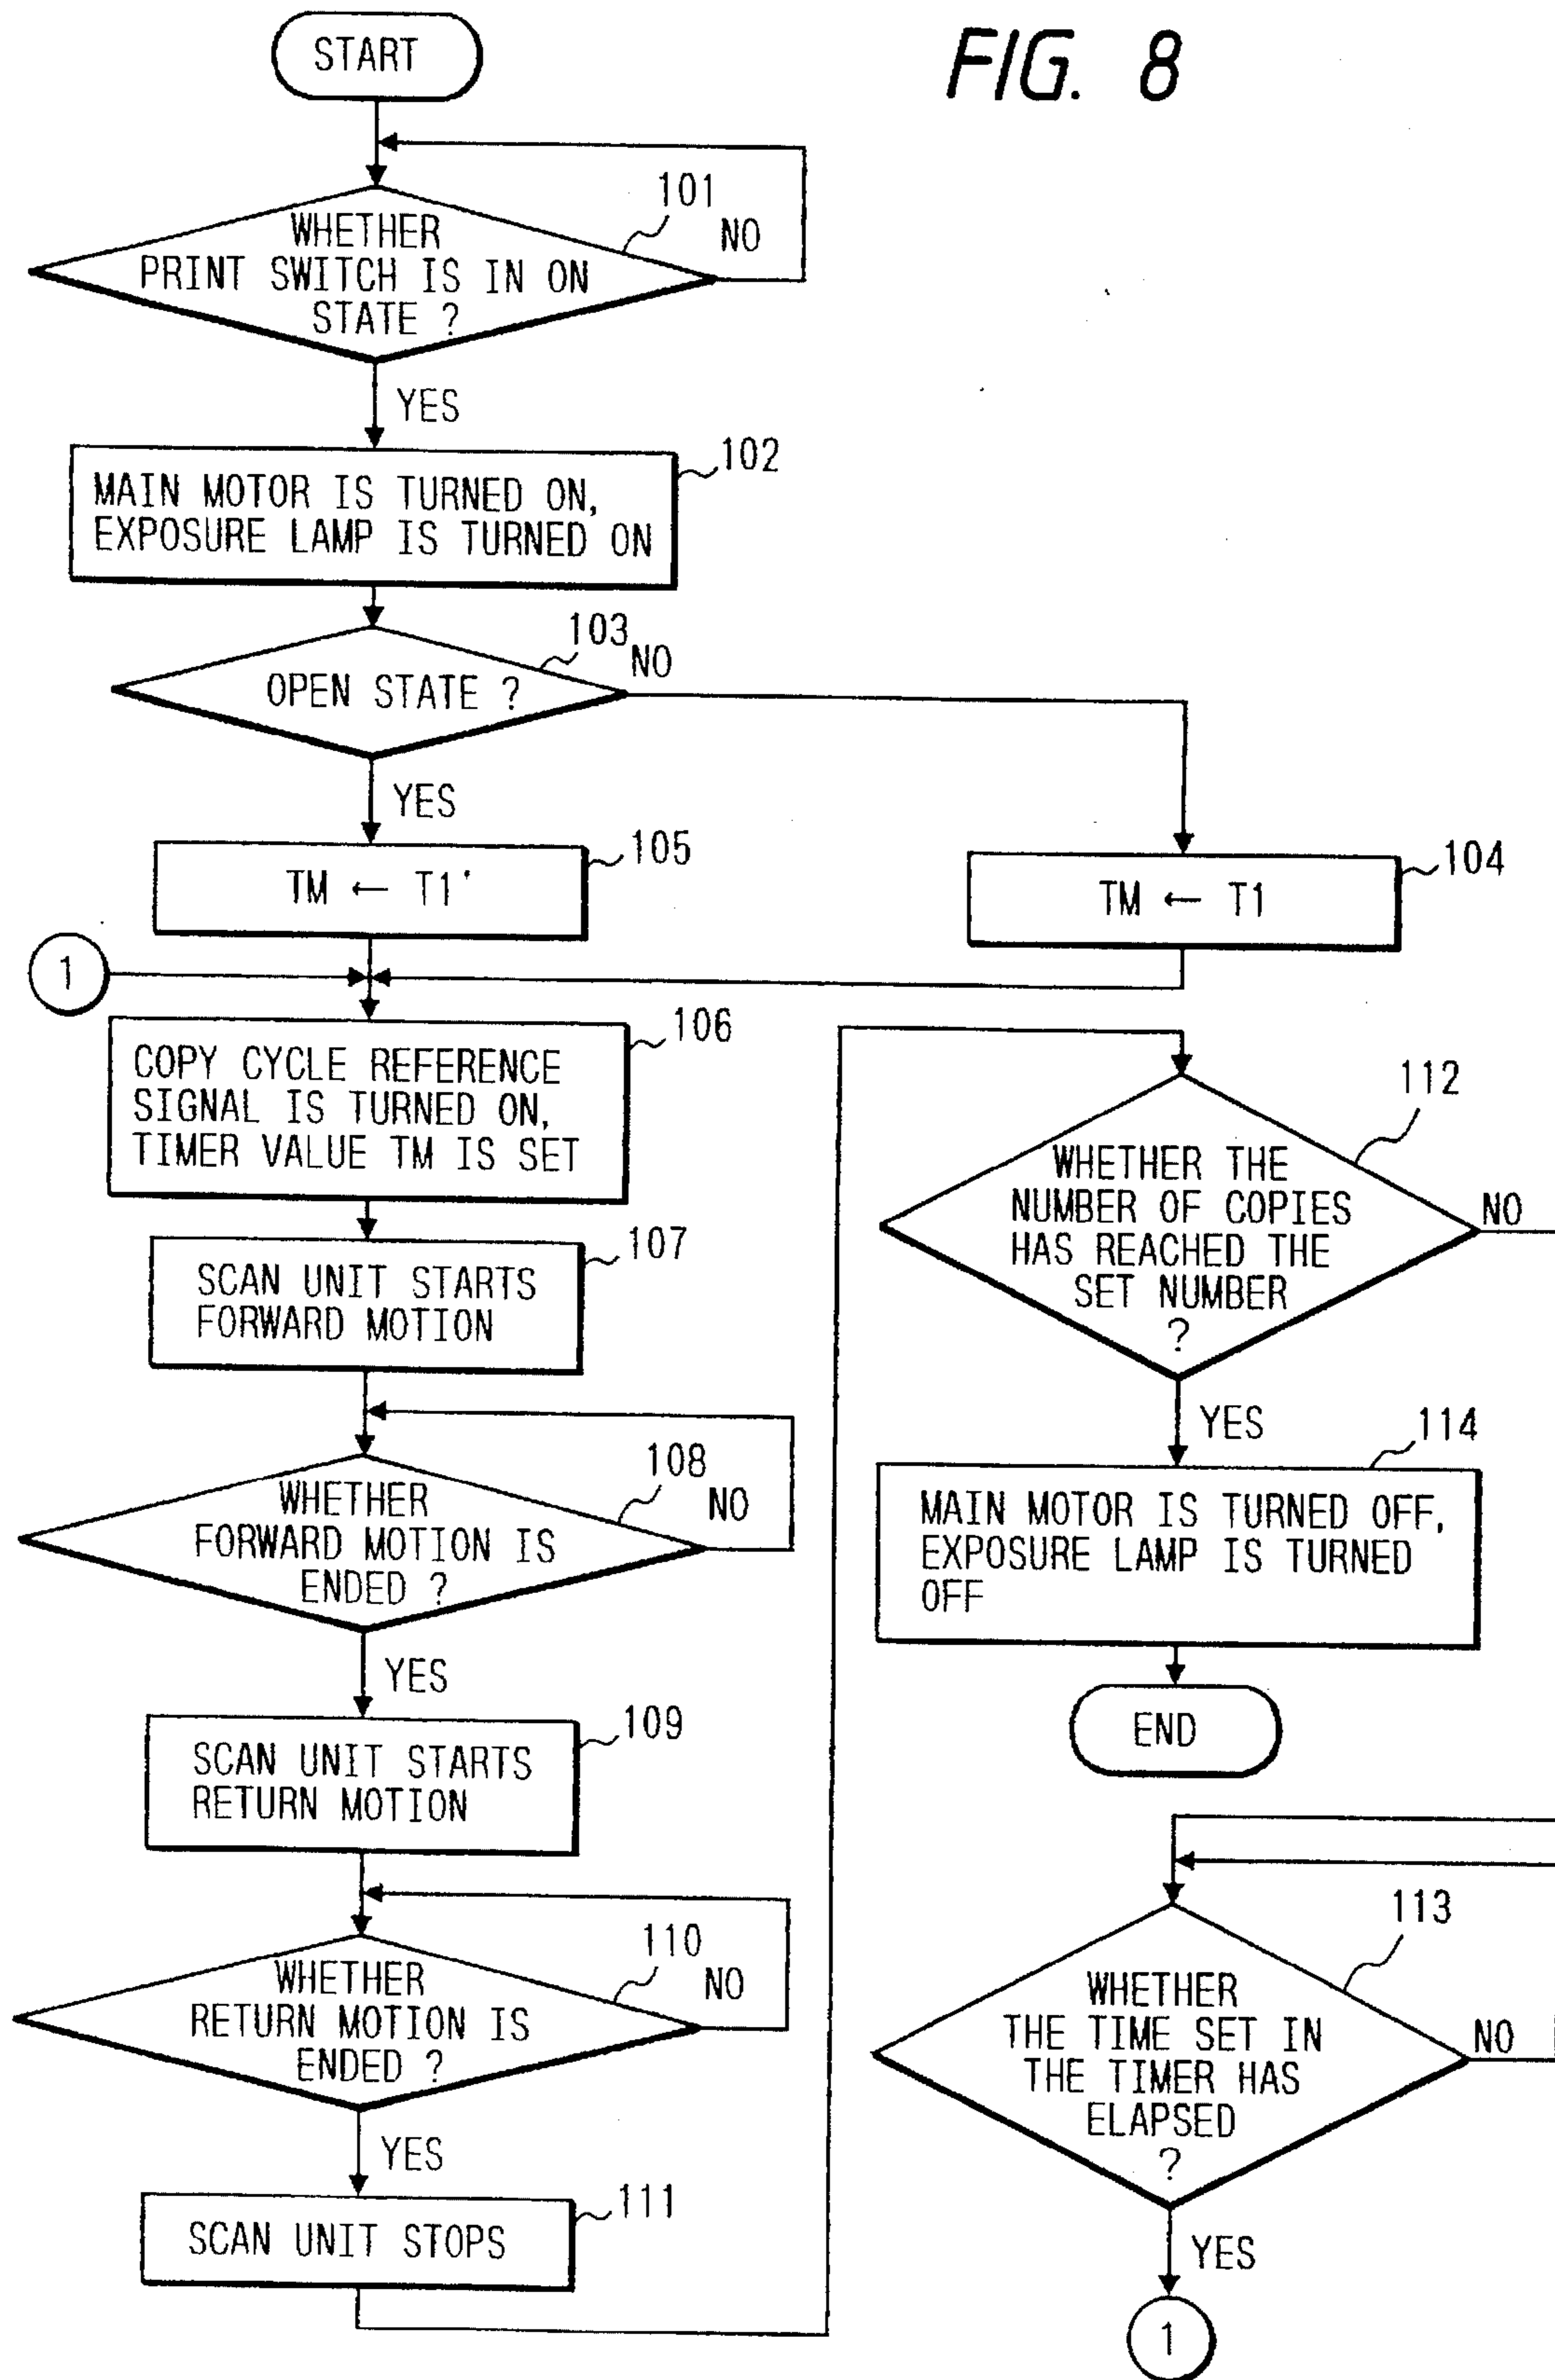 FIG. 8
START
101
NO
WHETHER
PRINT SWITCH IS IN ON
STATE ?
YES
102
MAIN MOTOR IS TURNED ON,
EXPOSURE LAMP IS TURNED ON
103
NO
OPEN STATE ?
YES
105
TM ← T1'
104
TM ← T1
1
106
COPY CYCLE REFERENCE
SIGNAL IS TURNED ON,
TIMER VALUE TM IS SET
107
SCAN UNIT STARTS
FORWARD MOTION
108
NO
WHETHER
FORWARD MOTION IS
ENDED ?
YES
109
SCAN UNIT STARTS
RETURN MOTION
110
NO
WHETHER
RETURN MOTION IS
ENDED ?
YES
111
SCAN UNIT STOPS
112
WHETHER THE
NUMBER OF COPIES
HAS REACHED THE
SET NUMBER
?
NO
YES
114
MAIN MOTOR IS TURNED OFF,
EXPOSURE LAMP IS TURNED
OFF
END
113
WHETHER
THE TIME SET IN
THE TIMER HAS
ELAPSED
?
NO
YES
1